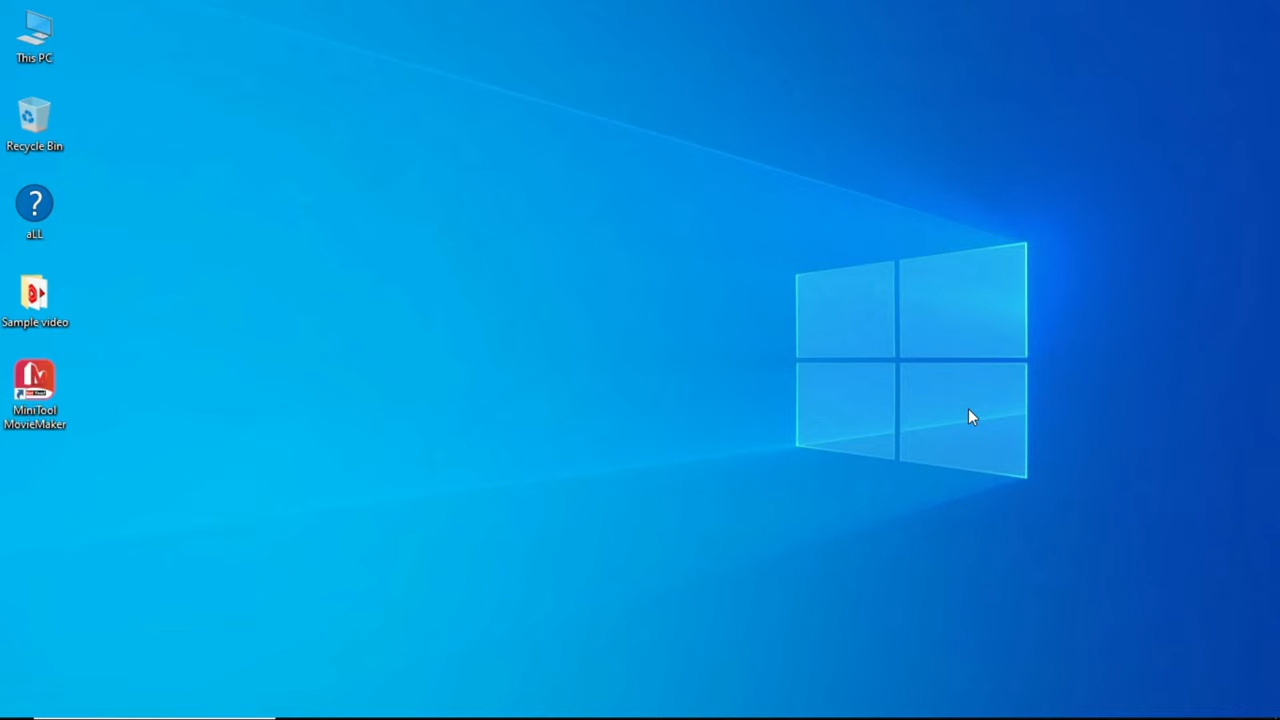 This PC
Recycle Bin
aLL
Sample video
MiniTool
MovieMaker